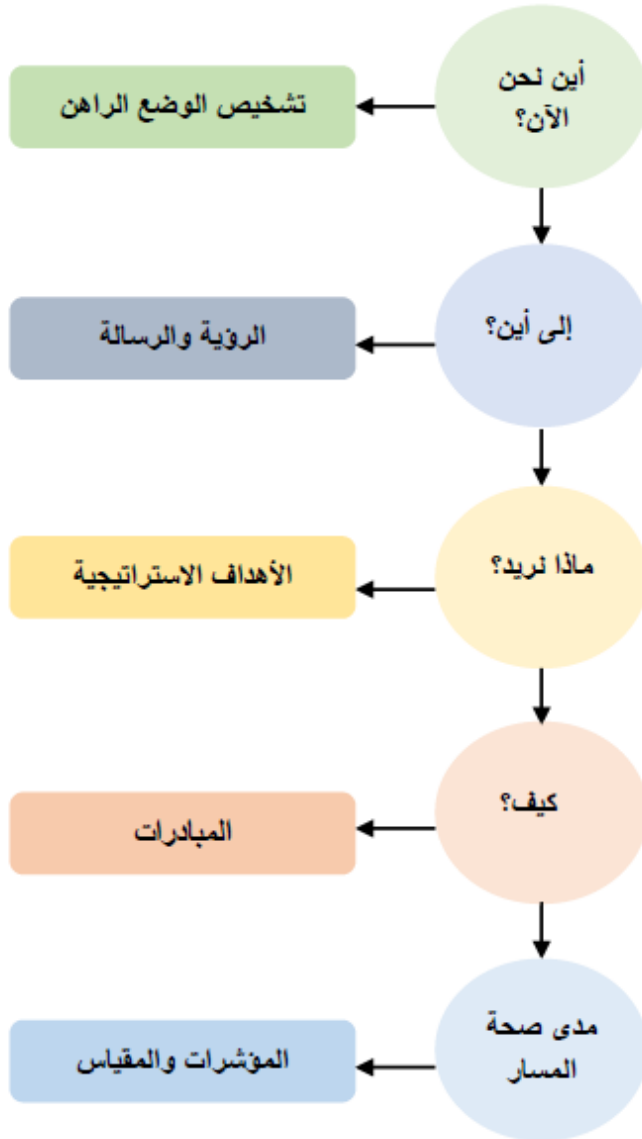 أين نحن
الآن؟
تشخيص الوضع الراهن
إلى أين؟
الرؤية والرسالة
ماذا نريد؟
الأهداف الاستراتيجية
كيف؟
المبادرات
مدى صحة
المسار
المؤشرات والمقياس